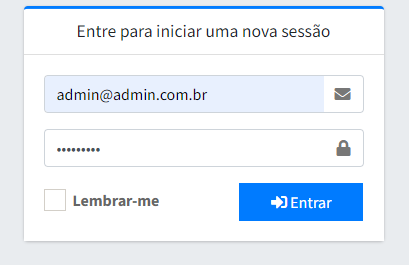 Entre para iniciar uma nova sessão
admin@admin.com.br
•••••••••
Lembrar-me
Entrar